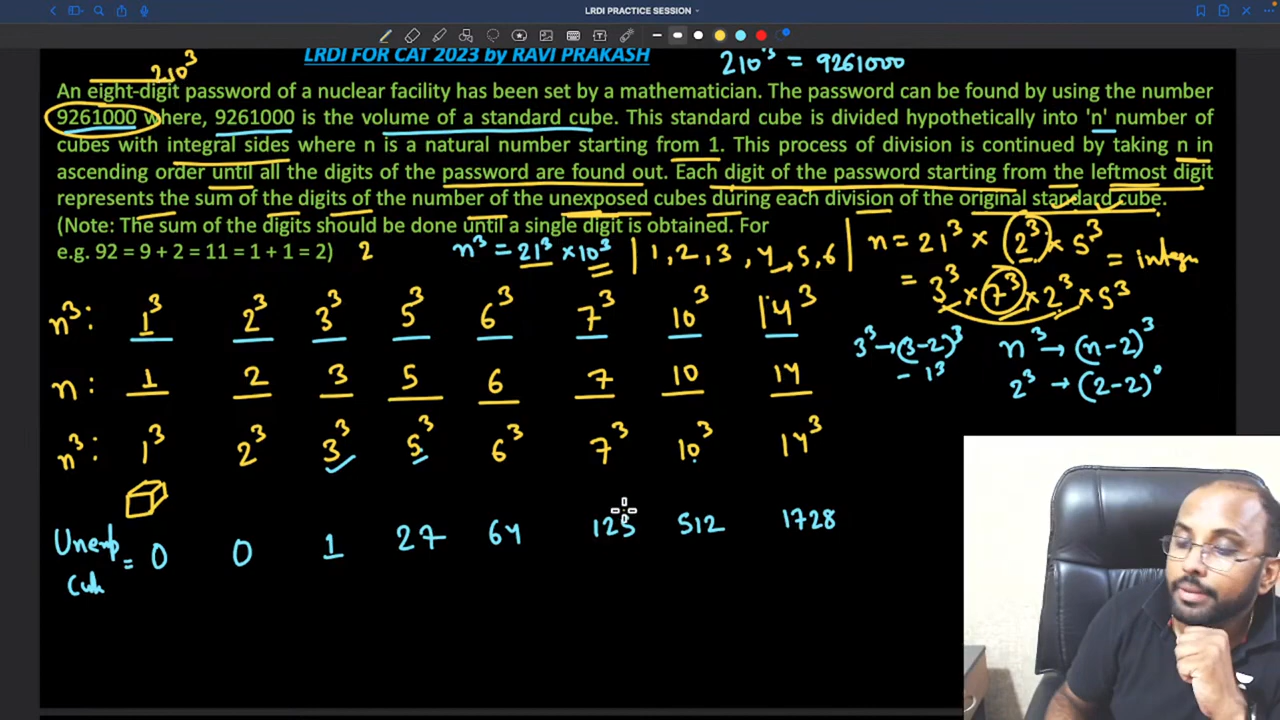 LRDI PRACTICE SESSION
LRDI FOR CAT 2023 by RAVI PRAKASH
210³
210³ = 9261000
An eight-digit password of a nuclear facility has been set by a mathematician. The password can be found by using the number
9261000 where, 9261000 is the volume of a standard cube. This standard cube is divided hypothetically into 'n' number of
cubes with integral sides where n is a natural number starting from 1. This process of division is continued by taking n in
ascending order until all the digits of the password are found out. Each digit of the password starting from the leftmost digit
represents the sum of the digits of the number of the unexposed cubes during each division of the original standard cube.
(Note: The sum of the digits should be done until a single digit is obtained. For
e.g. 92 = 9 + 2 = 11 = 1 + 1 = 2) 2
n³ = 21³ × 10³ | 1, 2, 3, 4, 5, 6 |
n = 21³ × 2³ × 5³ = integ
= 3³ × 7³ × 2³ × 5³
n³: 1³ 2³ 3³ 5³ 6³ 7³ 10³ 14³
3³ → (3-2)³ n³ → (n-2)³
- 1³ 2³ → (2-2)⁰
n: 1 2 3 5 6 7 10 14
n³: 1³ 2³ 3³ 5³ 6³ 7³ 10³ 14³
Unexp = 0 0 1 27 64 125 512 1728
Cub